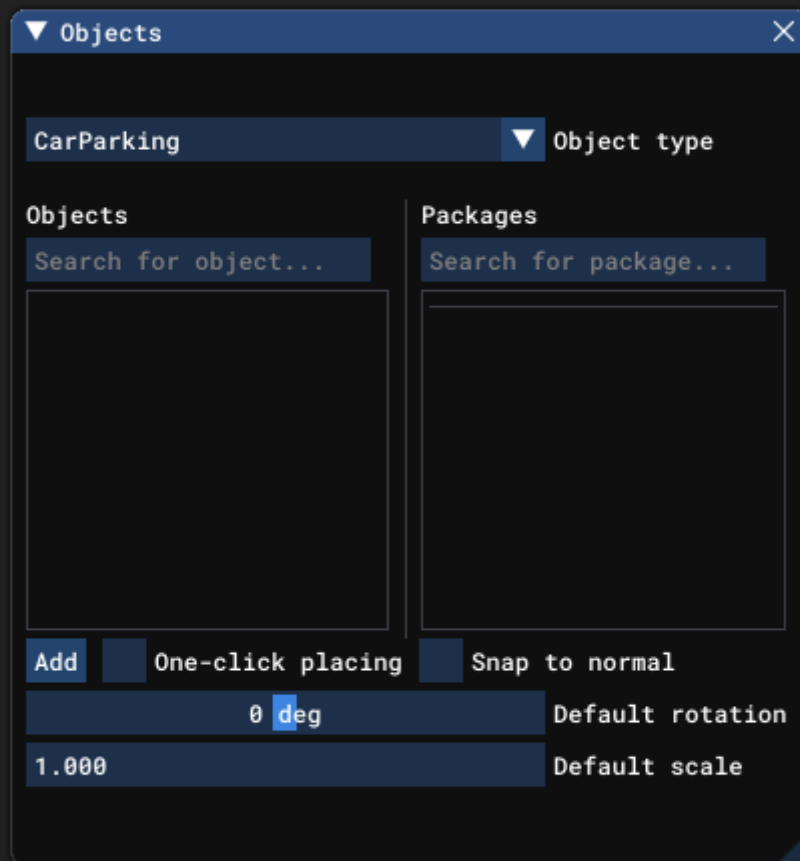 Objects
CarParking Object type
Objects
Search for object...
Packages
Search for package...
Add One-click placing Snap to normal
0 deg Default rotation
1.000 Default scale